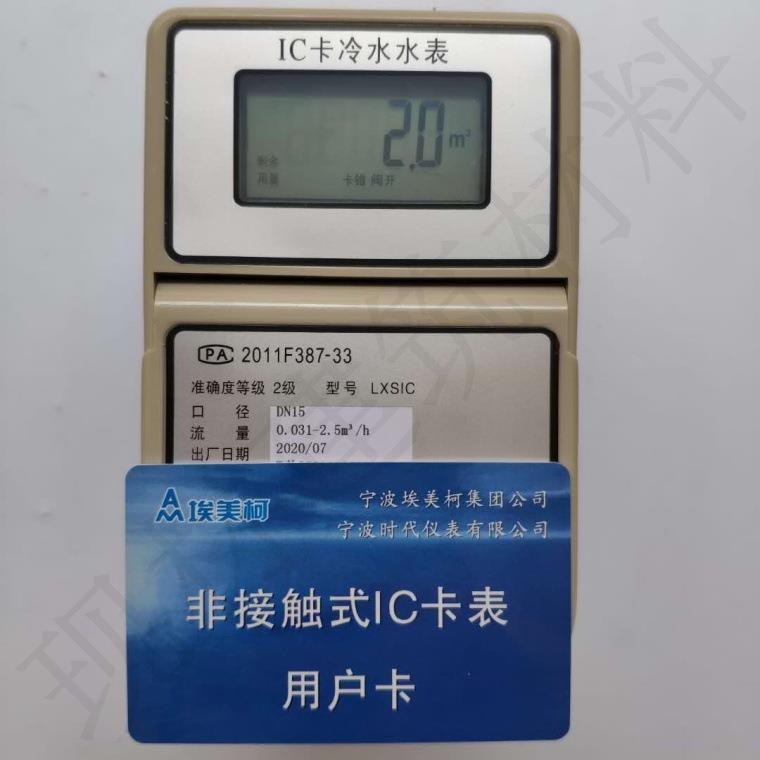 IC卡冷水水表
2.0 m³
剩余
用量
卡错 阀开
CPA 2011F387-33
准确度等级 2级 型号 LXSIC
口 径 DN15
流 量 0.031-2.5m³/h
出厂日期 2020/07
埃美柯
宁波埃美柯集团公司
宁波时代仪表有限公司
非接触式IC卡表
用户卡